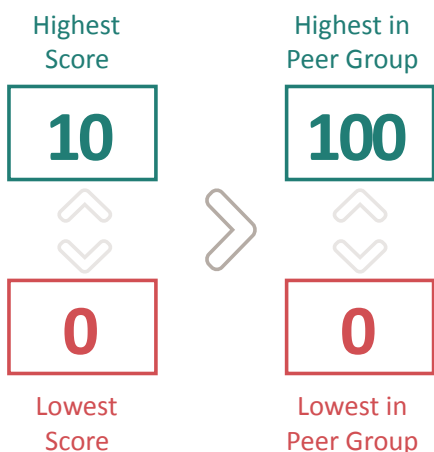 Highest
Score
10
0
Lowest
Score
Highest in
Peer Group
100
0
Lowest in
Peer Group